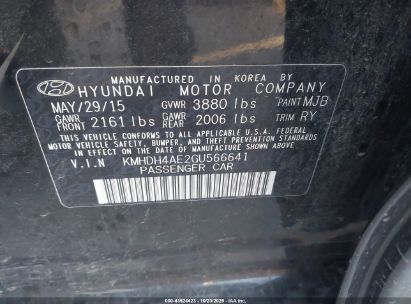 MANUFACTURED IN KOREA BY
HYUNDAI MOTOR COMPANY
MAY/29/15 GVWR 3880 lbs PAINT MJB
GAWR FRONT 2161 lbs GAWR REAR 2006 lbs TRIM RY
THIS VEHICLE CONFORMS TO ALL APPLICABLE U.S.A. FEDERAL
MOTOR VEHICLE SAFETY, BUMPER, AND THEFT PREVENTION STANDARDS
IN EFFECT ON THE DATE OF MANUFACTURE SHOWN ABOVE.
V.I.N KMHDH4AE2GU566641
PASSENGER CAR